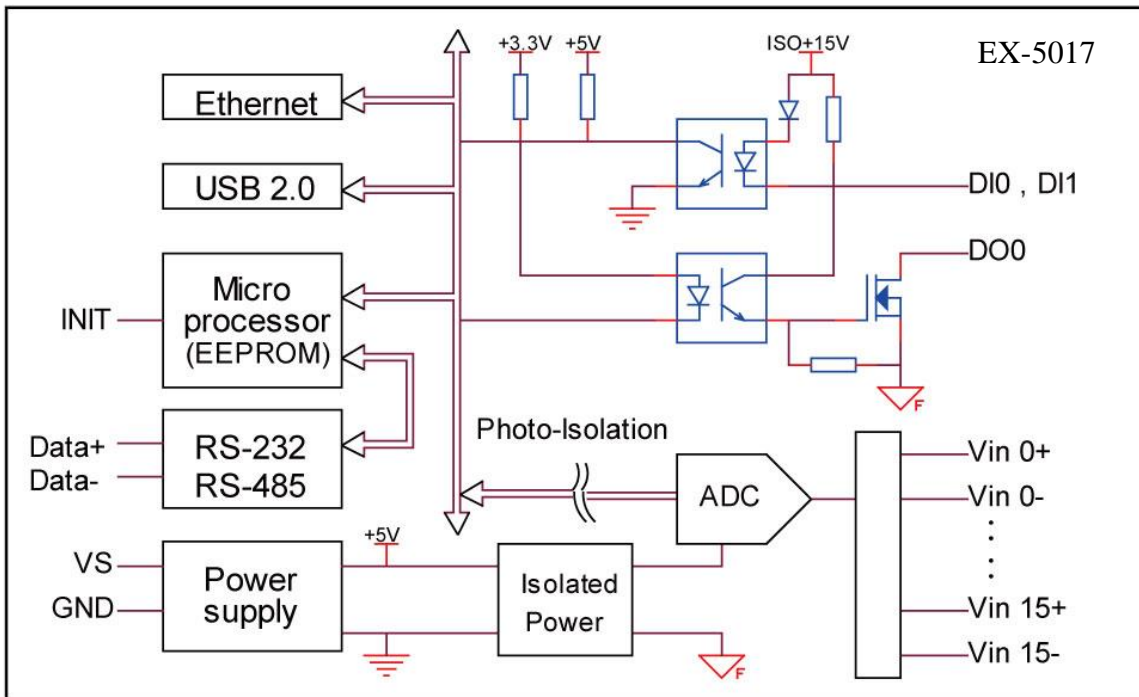 +3.3V
+5V
ISO+15V
EX-5017
Ethernet
USB 2.0
DI0 , DI1
DO0
INIT
Micro
processor
(EEPROM)
F
Data+
Data-
RS-232
RS-485
Photo-Isolation
ADC
Vin 0+
Vin 0-
Vin 15+
Vin 15-
+5V
VS
GND
Power
supply
Isolated
Power
F